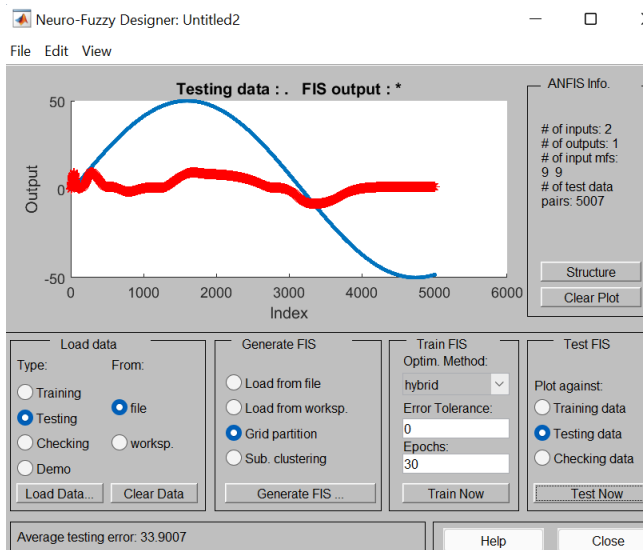 Neuro-Fuzzy Designer: Untitled2
File Edit View
Testing data : . FIS output : *
50
0
-50
Output
0 1000 2000 3000 4000 5000 6000
Index
ANFIS Info.
# of inputs: 2
# of outputs: 1
# of input mfs:
9 9
# of test data
pairs: 5007
Structure
Clear Plot
Load data
Type: From:
Training
Testing
Checking
Demo
file
worksp.
Load Data... Clear Data
Generate FIS
Load from file
Load from worksp.
Grid partition
Sub. clustering
Generate FIS ...
Train FIS
Optim. Method:
hybrid
Error Tolerance:
0
Epochs:
30
Train Now
Test FIS
Plot against:
Training data
Testing data
Checking data
Test Now
Average testing error: 33.9007
Help Close